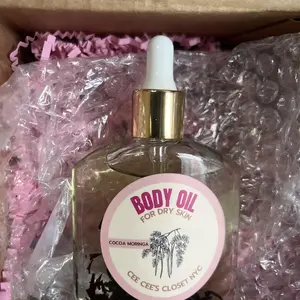 BODY OIL
FOR DRY SKIN
COCOA MORINGA
CEE CEE'S CLOSET NYC